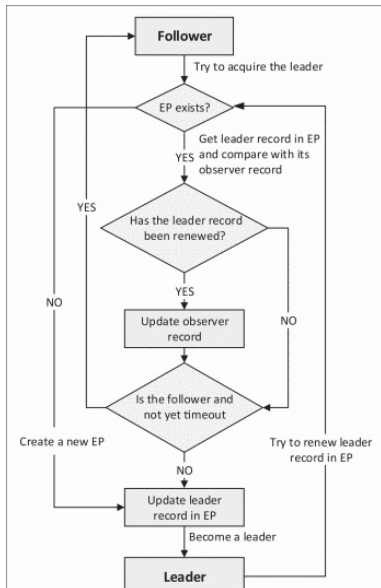 Follower
Try to acquire the leader
EP exists?
Get leader record in EP
YES and compare with its
observer record
YES
Has the leader record
been renewed?
YES
NO
NO
Update observer
record
Is the follower and
not yet timeout
Create a new EP
Try to renew leader
record in EP
NO
Update leader
record in EP
Become a leader
Leader